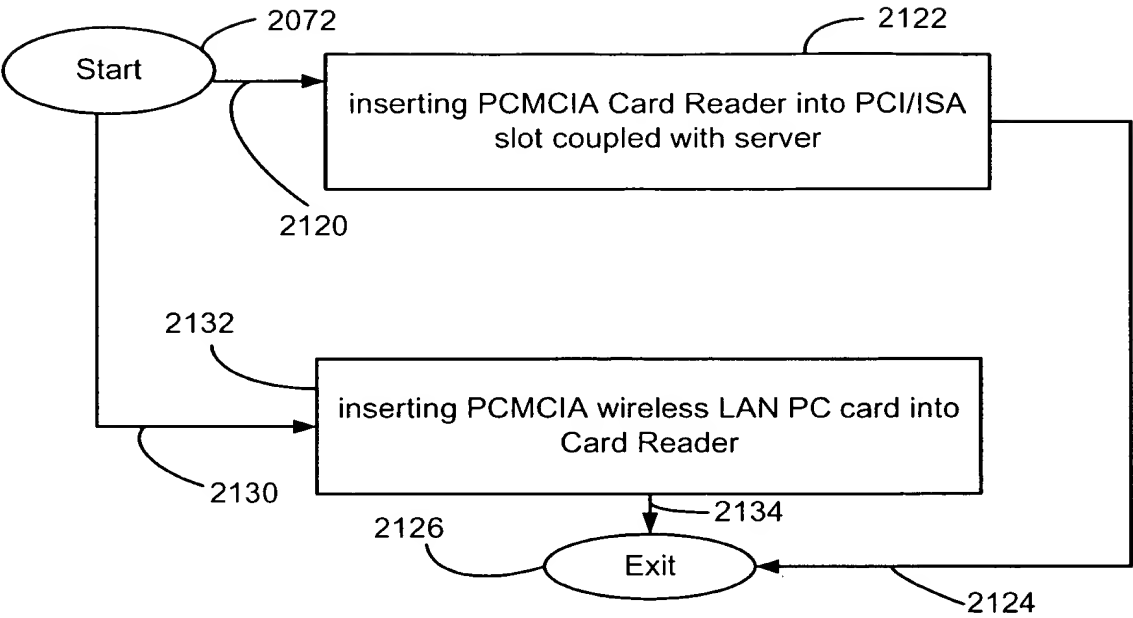 2072
2122
Start
inserting PCMCIA Card Reader into PCI/ISA
slot coupled with server
2120
2132
inserting PCMCIA wireless LAN PC card into
Card Reader
2130
2134
2126
Exit
2124